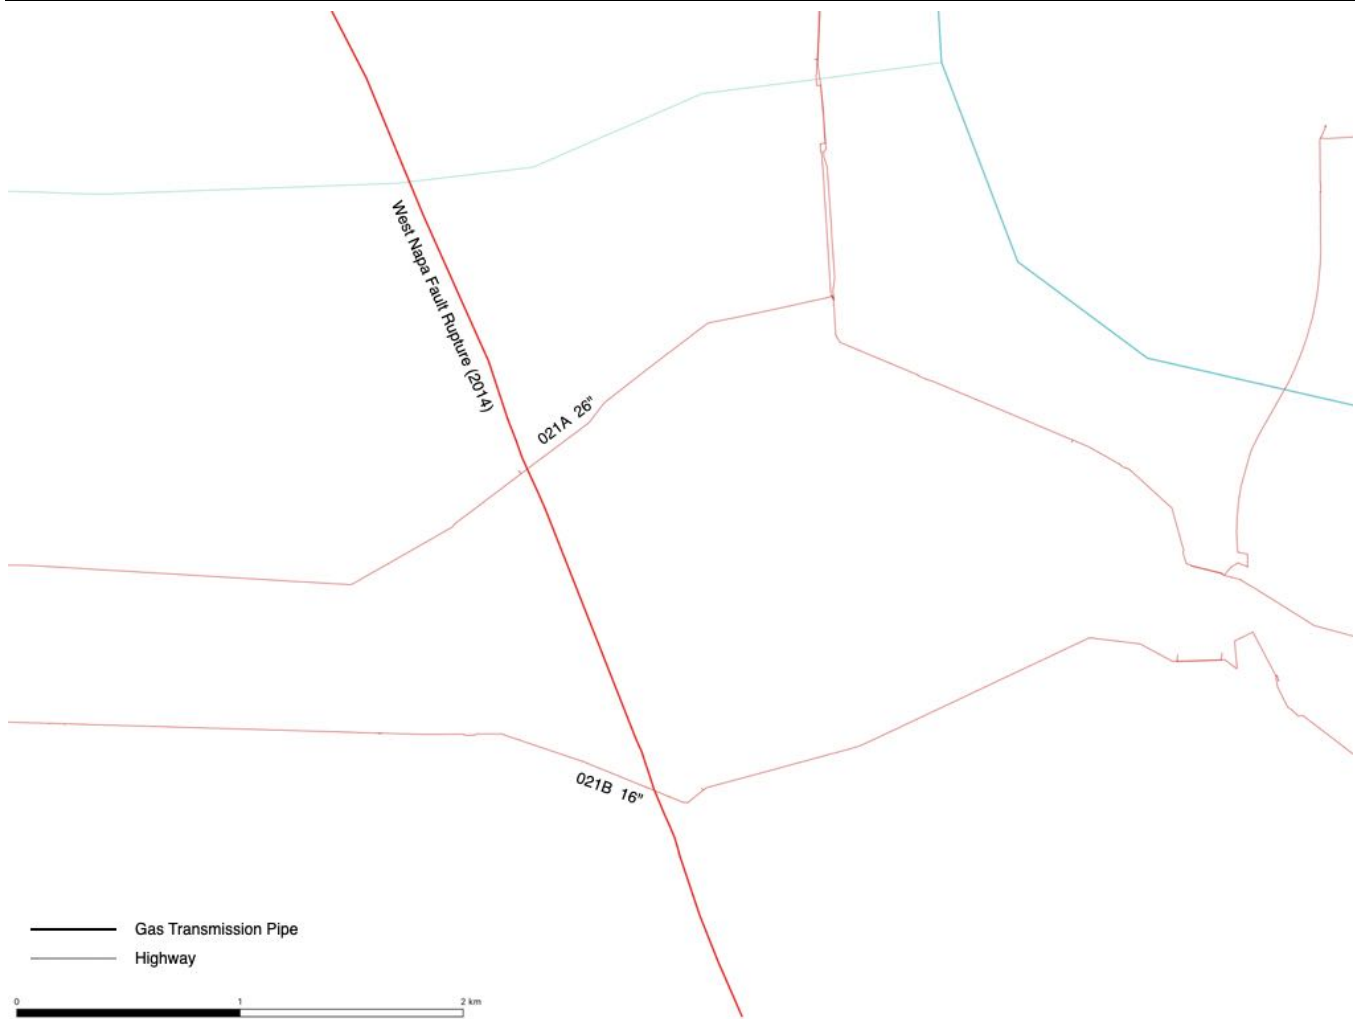 West Napa Fault Rupture (2014)
021A 26"
021B 16"
Gas Transmission Pipe
Highway
0 1 2 km